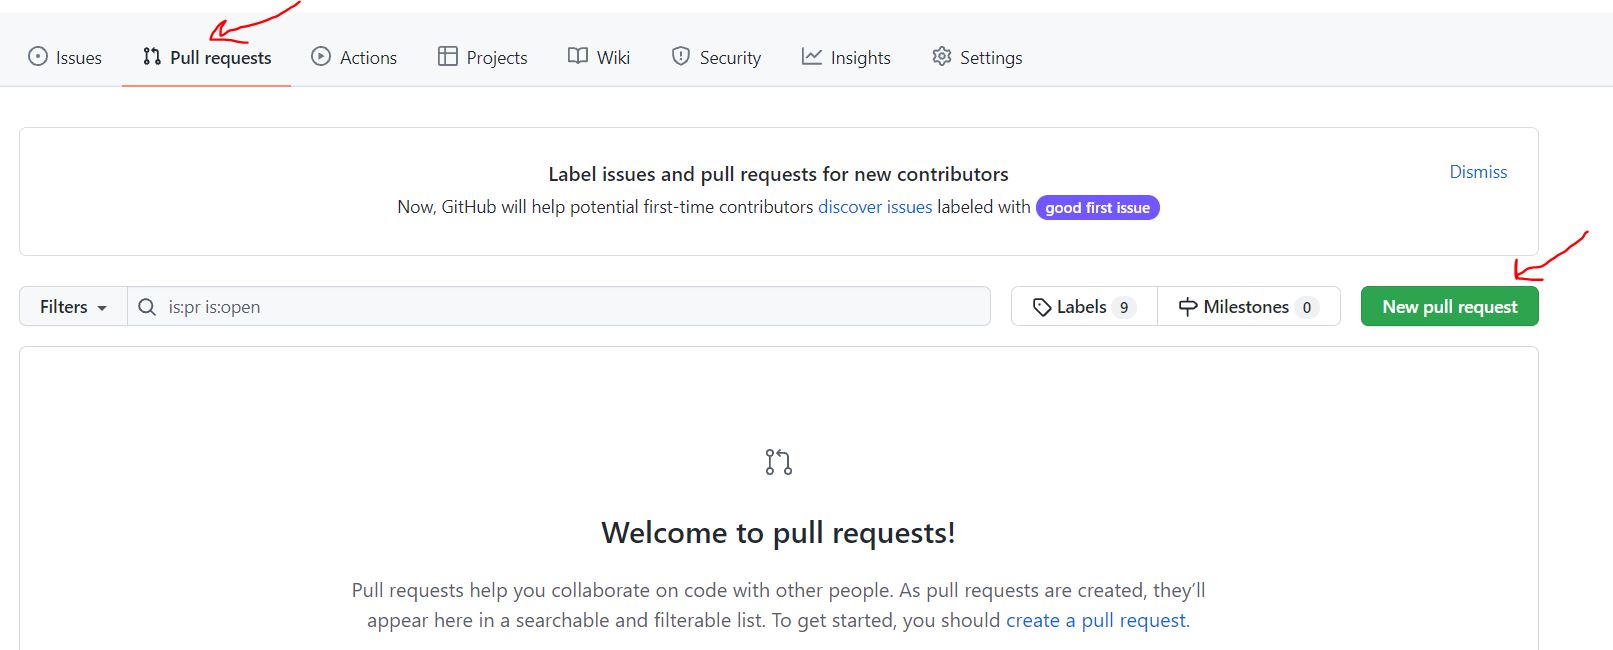 Issues Pull requests Actions Projects Wiki Security Insights Settings
Label issues and pull requests for new contributors
Dismiss
Now, GitHub will help potential first-time contributors discover issues labeled with good first issue
Filters is:pr is:open Labels 9 Milestones 0 New pull request
Welcome to pull requests!
Pull requests help you collaborate on code with other people. As pull requests are created, they’ll
appear here in a searchable and filterable list. To get started, you should create a pull request.